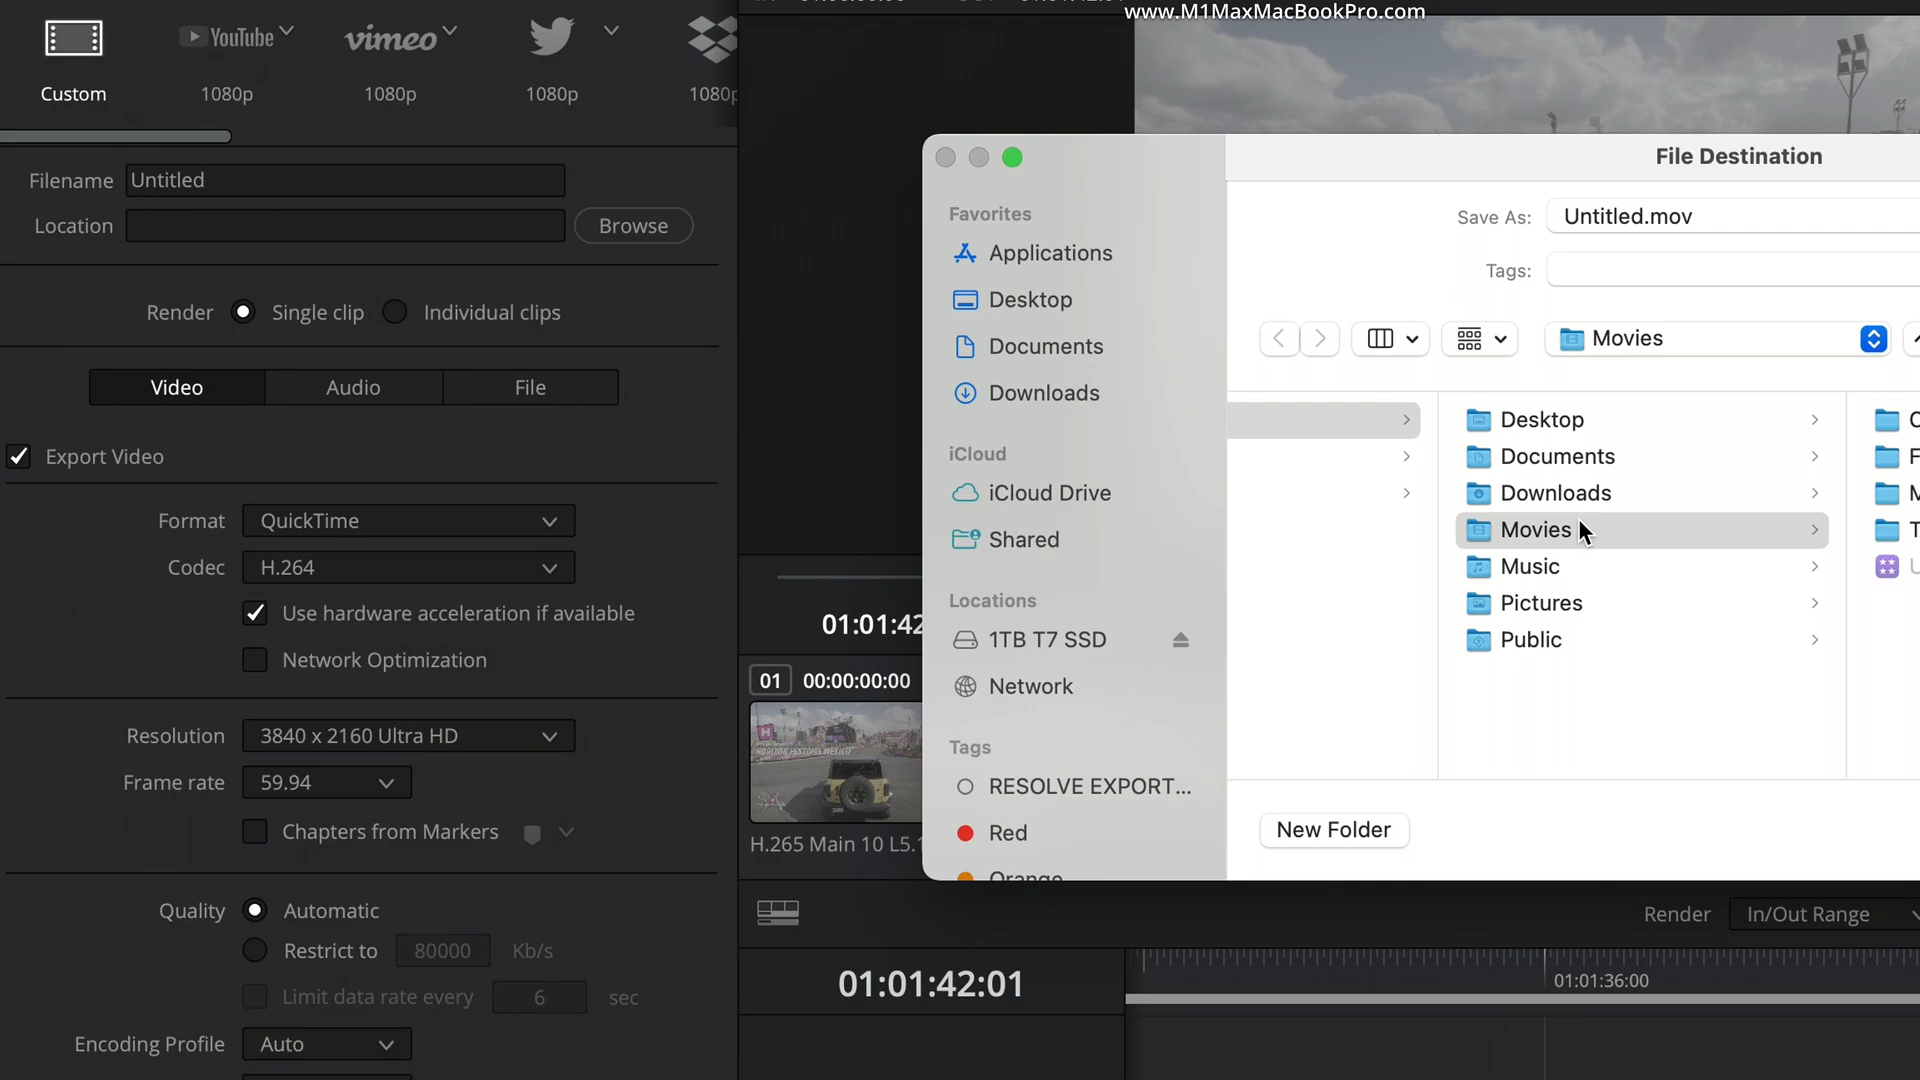 www.M1MaxMacBookPro.com
YouTube
vimeo
Custom
1080p
1080p
1080p
1080p
Filename
Untitled
Location
Browse
Render
Single clip
Individual clips
Video
Audio
File
Export Video
Format
QuickTime
Codec
H.264
Use hardware acceleration if available
Network Optimization
Resolution
3840 x 2160 Ultra HD
Frame rate
59.94
Chapters from Markers
Quality
Automatic
Restrict to
80000
Kb/s
Limit data rate every
6
sec
Encoding Profile
Auto
01:01:42
01
00:00:00:00
HORIZON FESTIVAL MEXICO
H.265 Main 10 L5.1
File Destination
Favorites
Applications
Desktop
Documents
Downloads
iCloud
iCloud Drive
Shared
Locations
1TB T7 SSD
Network
Tags
RESOLVE EXPORT...
Red
Orange
Save As:
Untitled.mov
Tags:
Movies
Desktop
Documents
Downloads
Movies
Music
Pictures
Public
New Folder
Render
In/Out Range
01:01:42:01
01:01:36:00